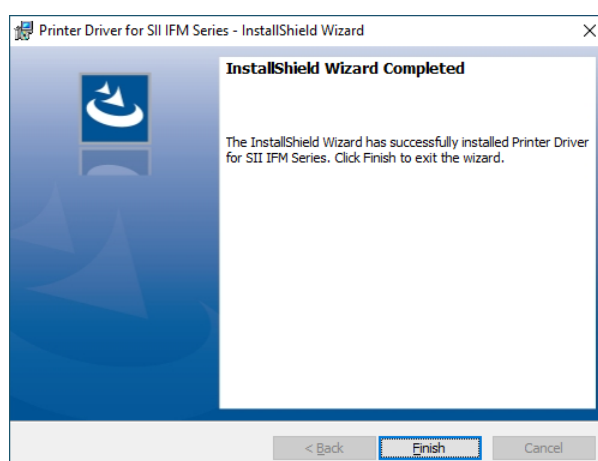 Printer Driver for SII IFM Series - InstallShield Wizard
InstallShield Wizard Completed
The InstallShield Wizard has successfully installed Printer Driver
for SII IFM Series. Click Finish to exit the wizard.
< Back
Finish
Cancel